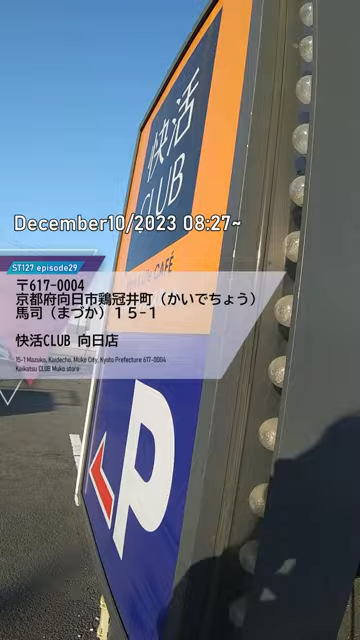 快活
CLUB
CAFÉ
December10/2023 08:27~
ST127 episode29
〒617-0004
京都府向日市鶏冠井町（かいでちょう）
馬司（まづか）１５−１
快活CLUB 向日店
15-1 Mazuka, Kaidecho, Muko City, Kyoto Prefecture 617-0004
Kaikatsu CLUB Muko store
P